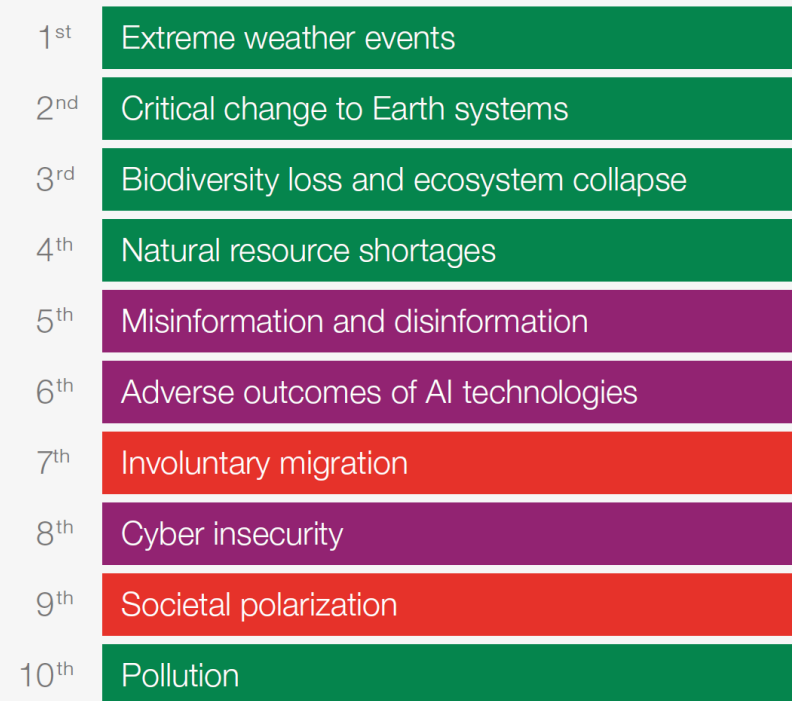 1st Extreme weather events
2nd Critical change to Earth systems
3rd Biodiversity loss and ecosystem collapse
4th Natural resource shortages
5th Misinformation and disinformation
6th Adverse outcomes of AI technologies
7th Involuntary migration
8th Cyber insecurity
9th Societal polarization
10th Pollution